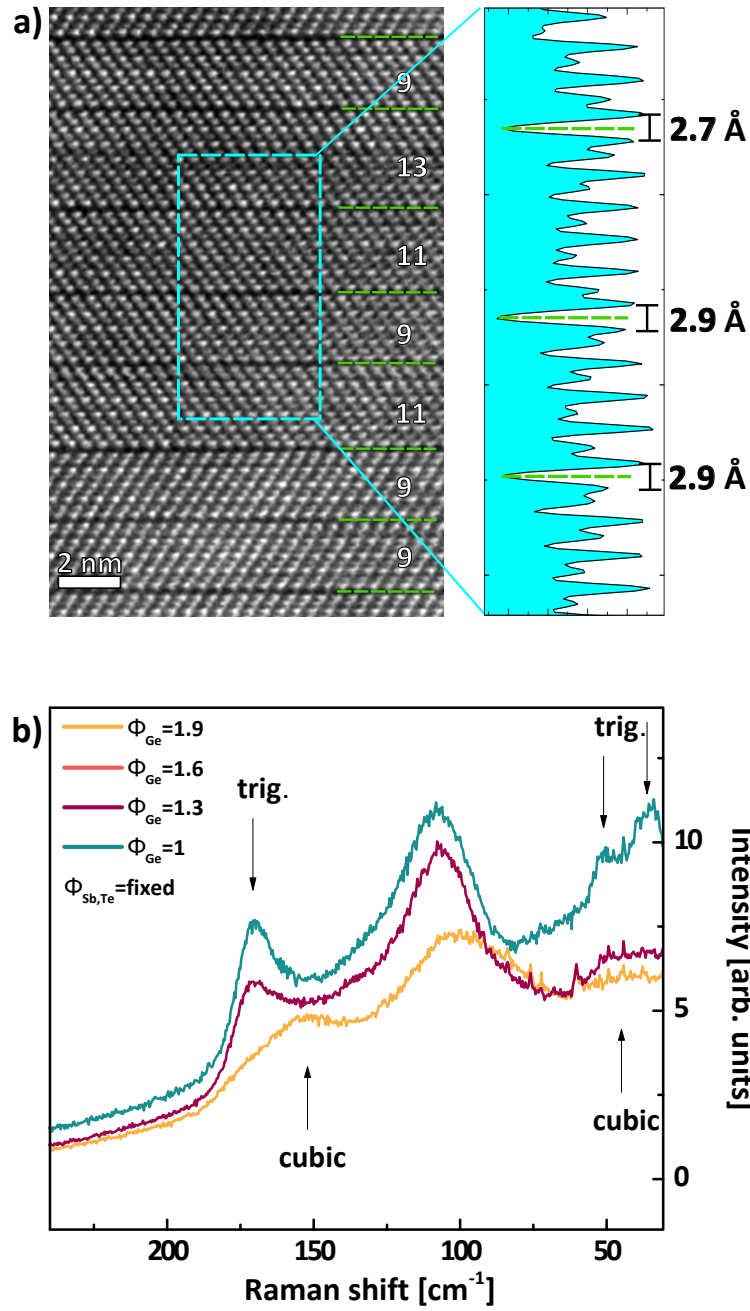 a)
9
13
11
9
11
9
9
2 nm
2.7 Å
2.9 Å
2.9 Å
b)
ΦGe=1.9
ΦGe=1.6
ΦGe=1.3
ΦGe=1
ΦSb,Te=fixed
trig.
trig.
cubic
cubic
10
5
0
Intensity [arb. units]
250
200
150
100
50
Raman shift [cm⁻¹]